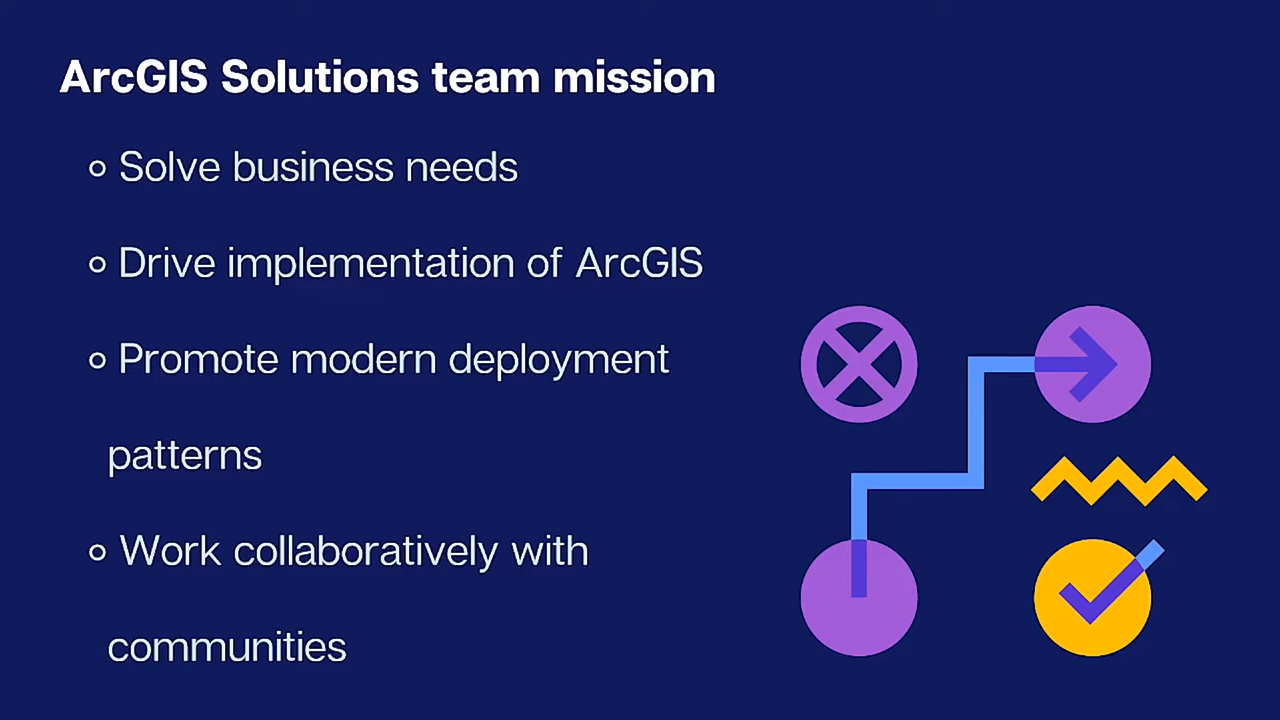 ArcGIS Solutions team mission
Solve business needs
Drive implementation of ArcGIS
Promote modern deployment
patterns
Work collaboratively with
communities